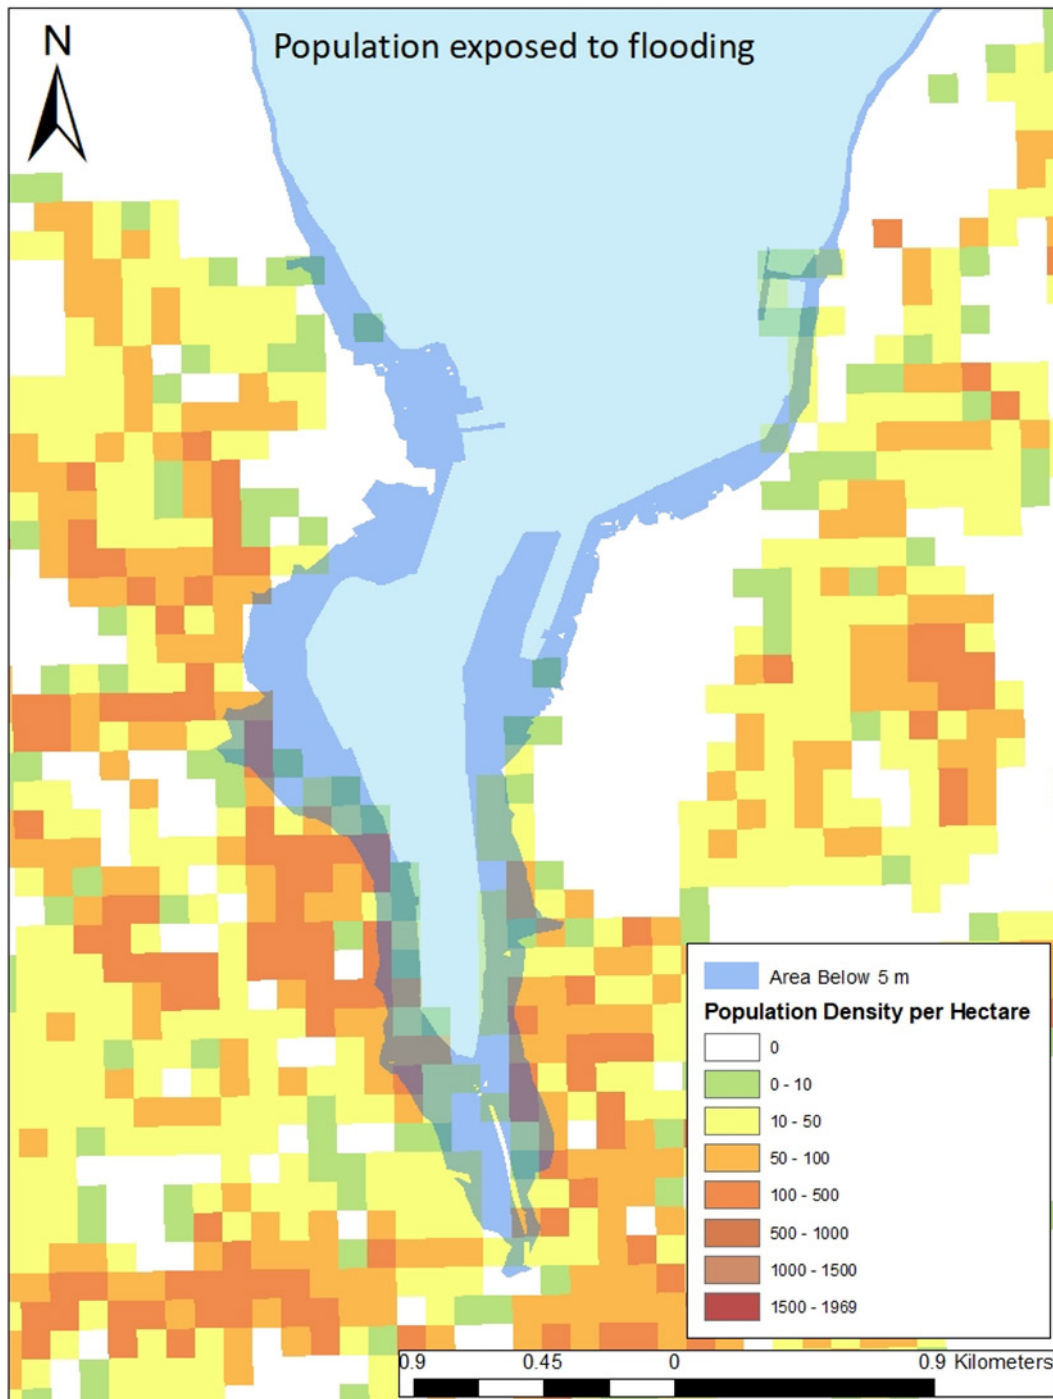 Population exposed to flooding
N
Area Below 5 m
Population Density per Hectare
0
0 - 10
10 - 50
50 - 100
100 - 500
500 - 1000
1000 - 1500
1500 - 1969
0.9 0.45 0 0.9 Kilometers